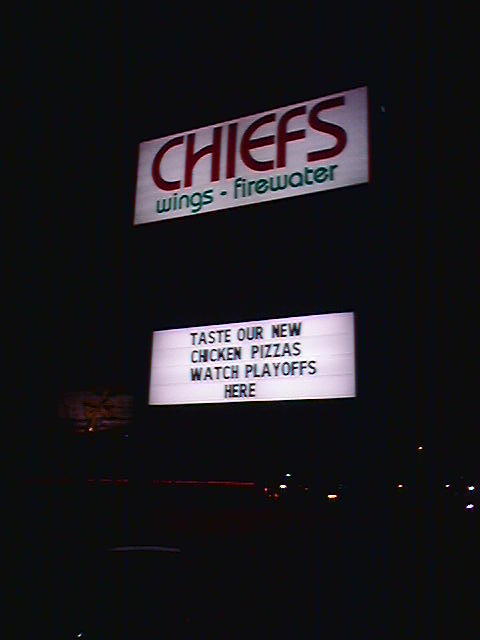 CHIEFS
wings - firewater
TASTE OUR NEW
CHICKEN PIZZAS
WATCH PLAYOFFS
HERE